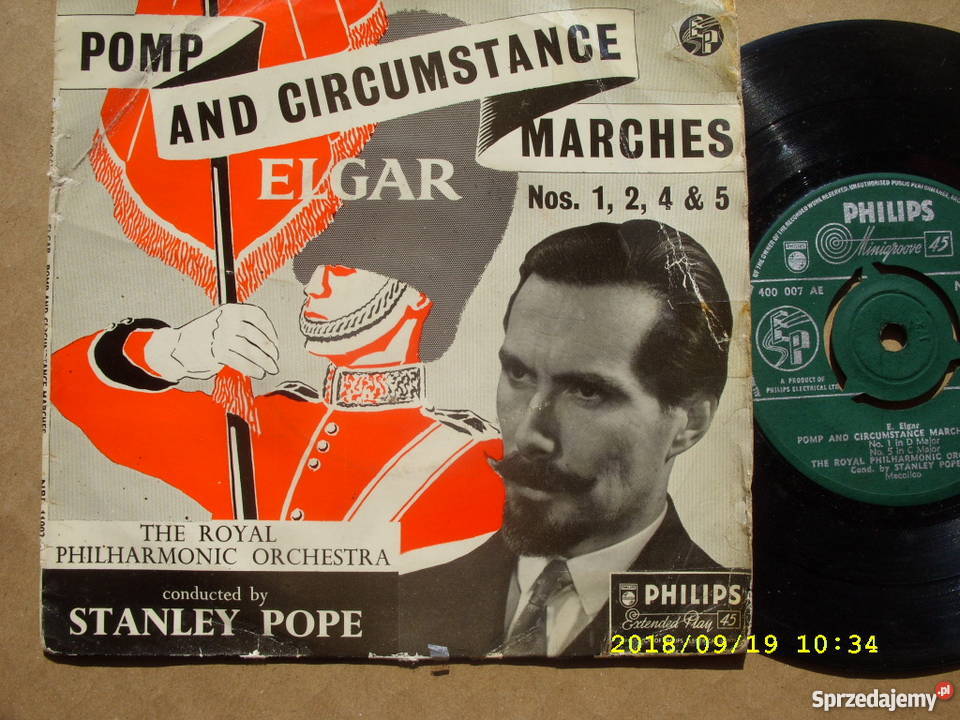 POMP
AND CIRCUMSTANCE
MARCHES
ELGAR
Nos. 1, 2, 4 & 5
THE ROYAL
PHILHARMONIC ORCHESTRA
conducted by
STANLEY POPE
PHILIPS
Extended Play 45
PHILIPS
Minigroove 45
400 007 AE
A PRODUCT OF
PHILIPS ELECTRICAL LTD
E. Elgar
POMP AND CIRCUMSTANCE MARCH
No. 1 in D Major
No. 5 in C Major
THE ROYAL PHILHARMONIC
Cond. by STANLEY POPE
Mecolico
2018/09/19 10:34
Sprzedajemy.pl